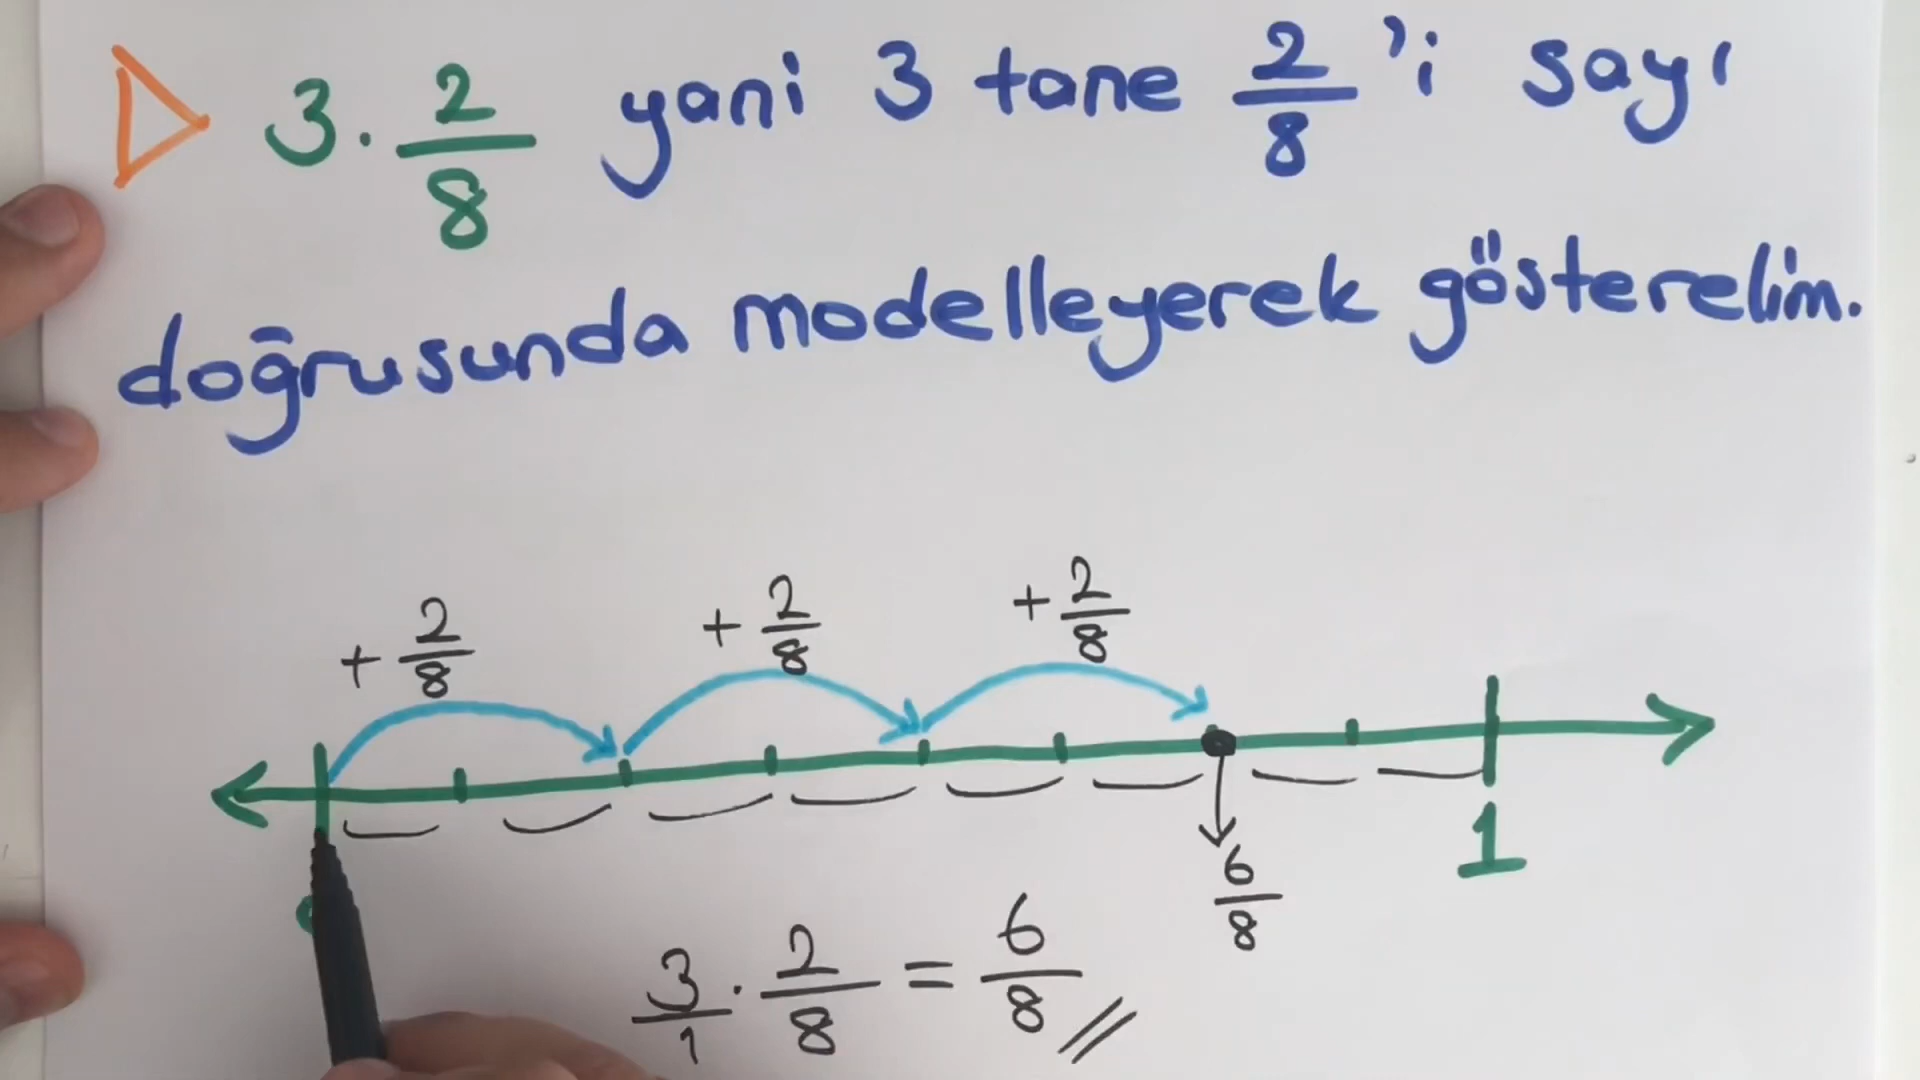 3 · 2/8 yani 3 tane 2/8 'i sayı
doğrusunda modelleyerek gösterelim.
+ 2/8 + 2/8 + 2/8
1
6/8
3/1 · 2/8 = 6/8 //